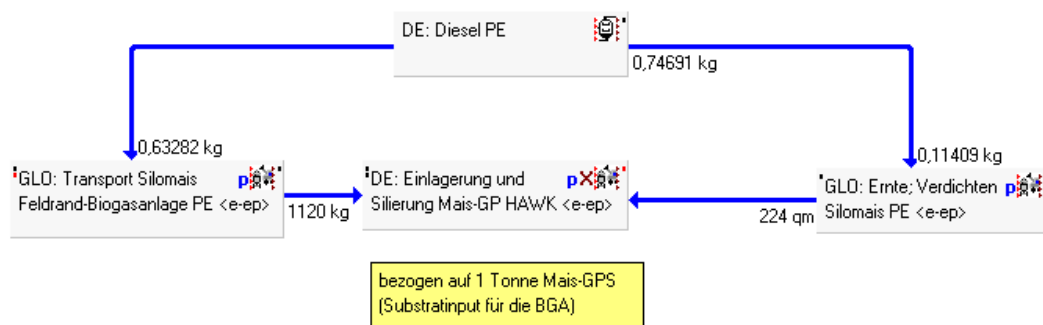 DE: Diesel PE
0,74691 kg
0,63282 kg
0,11409 kg
GLO: Transport Silomais
Feldrand-Biogasanlage PE <e-ep>
p
1120 kg
DE: Einlagerung und
Silierung Mais-GP HAWK <e-ep>
pX
224 qm
GLO: Ernte; Verdichten
Silomais PE <e-ep>
p
bezogen auf 1 Tonne Mais-GPS
(Substratinput für die BGA)